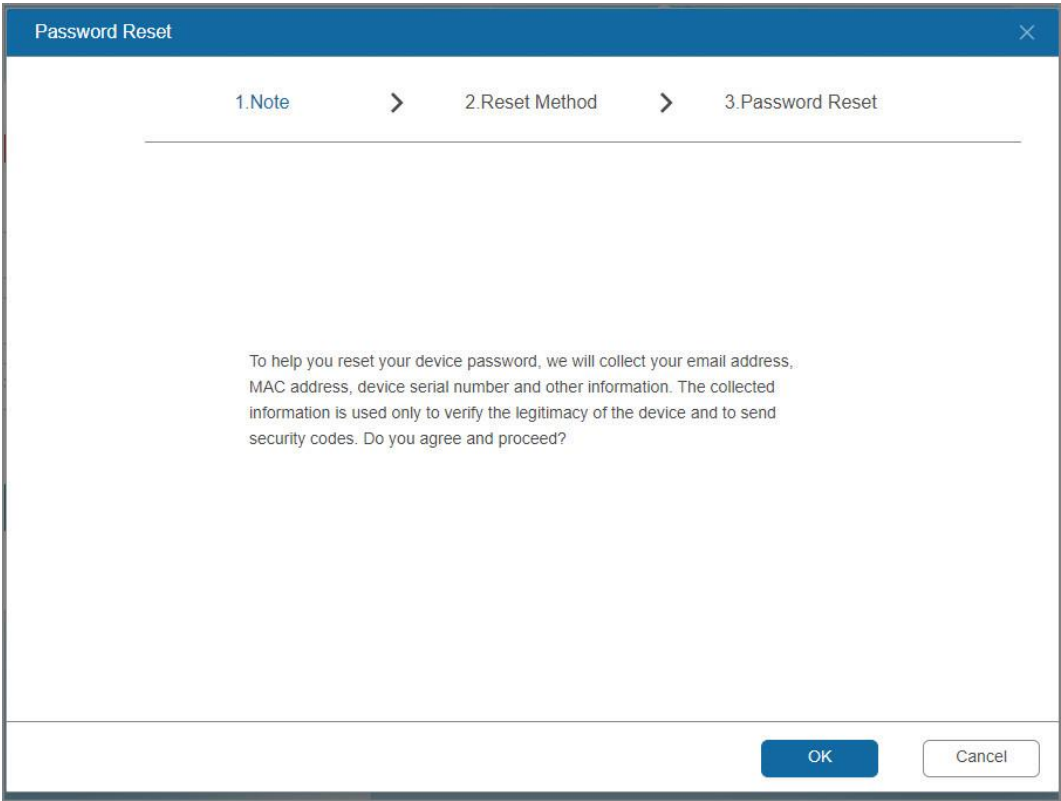 Password Reset
1.Note
2.Reset Method
3.Password Reset
To help you reset your device password, we will collect your email address,
MAC address, device serial number and other information. The collected
information is used only to verify the legitimacy of the device and to send
security codes. Do you agree and proceed?
OK
Cancel